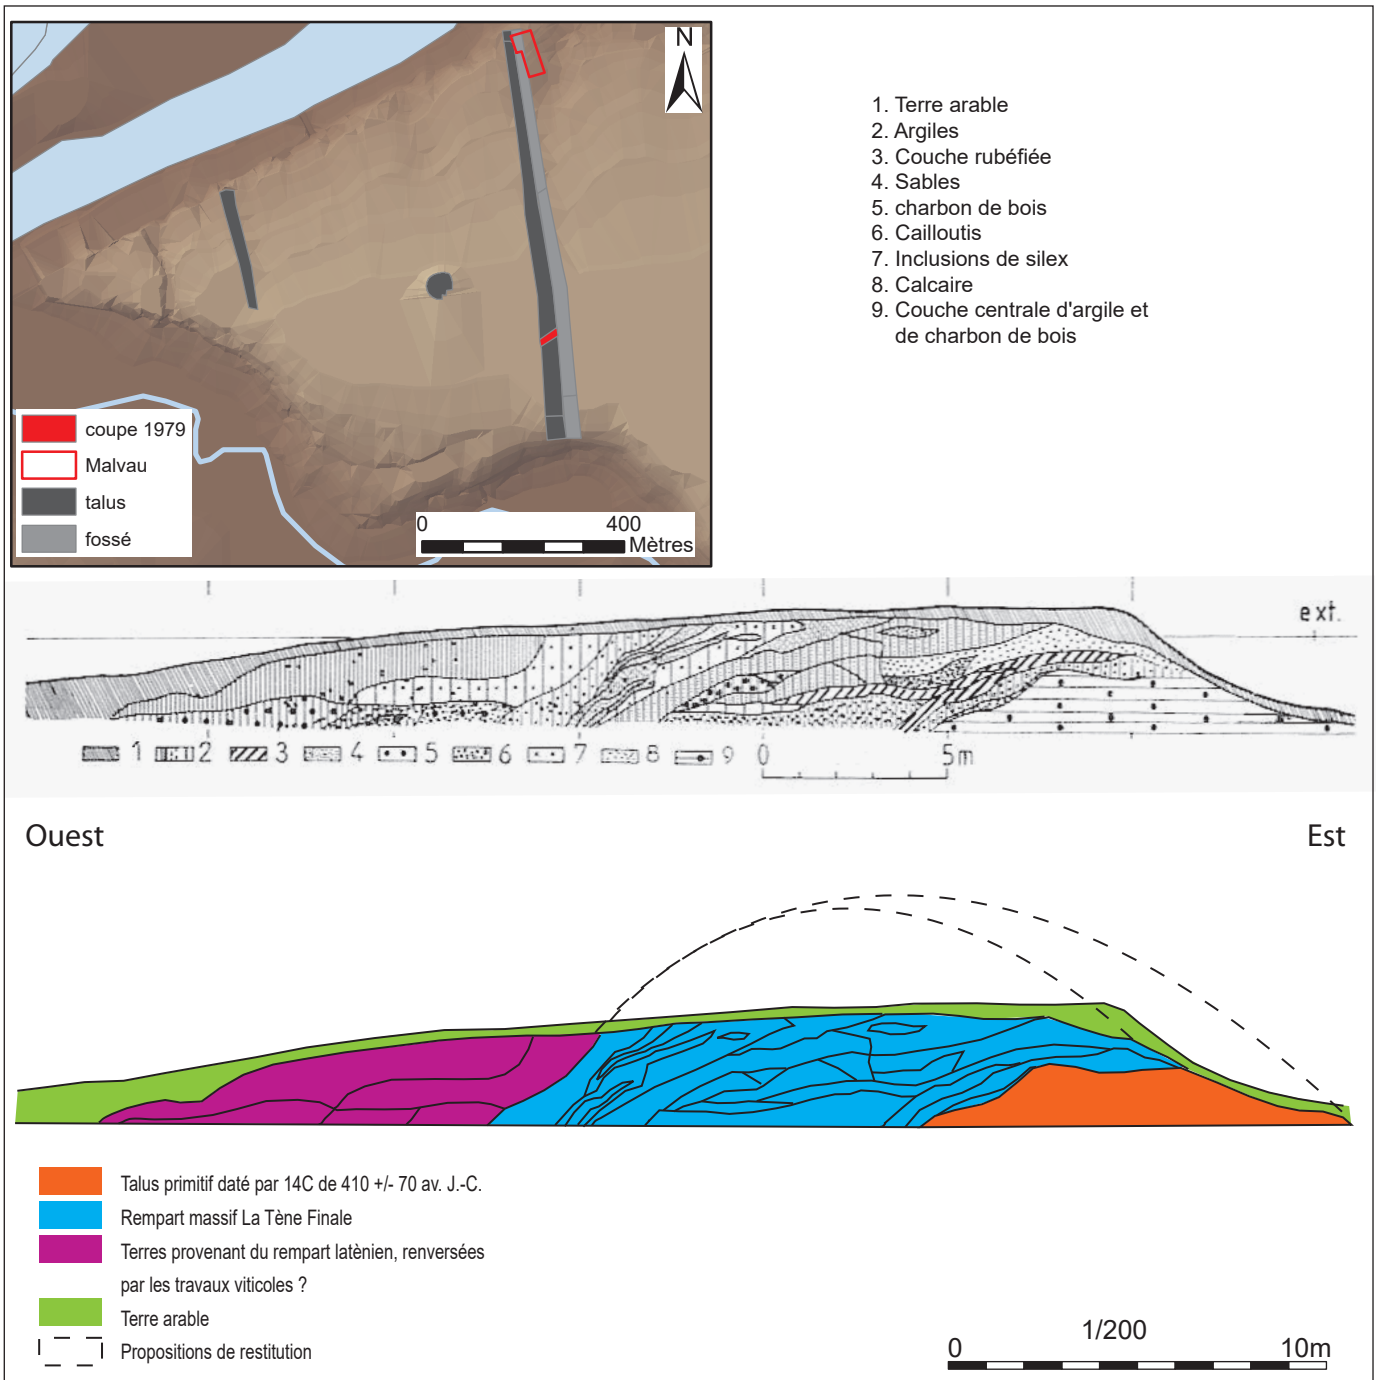 N
coupe 1979
Malvau
talus
fossé
0 400
Mètres
1. Terre arable
2. Argiles
3. Couche rubéfiée
4. Sables
5. charbon de bois
6. Cailloutis
7. Inclusions de silex
8. Calcaire
9. Couche centrale d'argile et
de charbon de bois
ext.
1 2 3 4 5 6 7 8 9 0 5m
Ouest Est
Talus primitif daté par 14C de 410 +/- 70 av. J.-C.
Rempart massif La Tène Finale
Terres provenant du rempart latènien, renversées
par les travaux viticoles ?
Terre arable
Propositions de restitution
1/200
0 10m